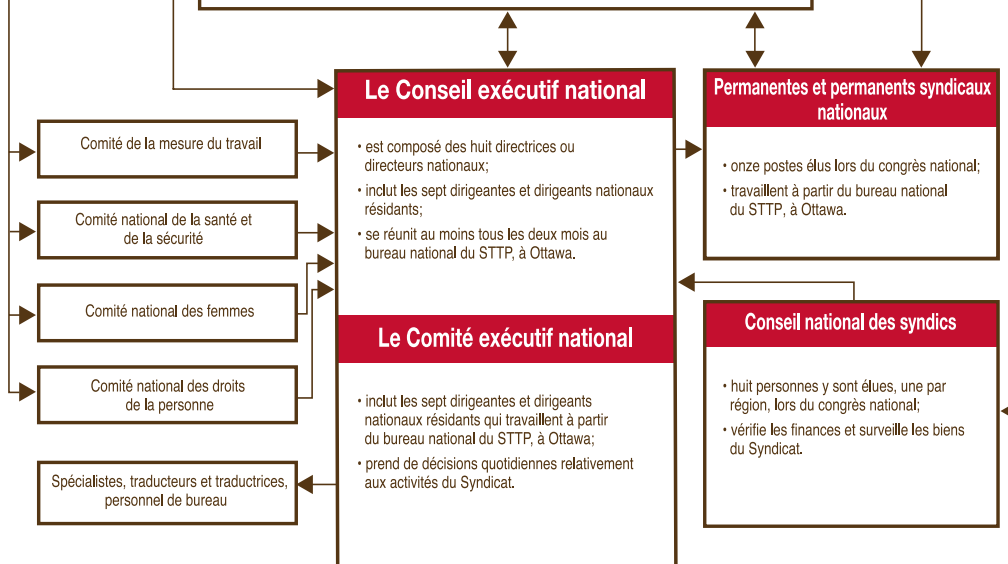 Comité de la mesure du travail
Comité national de la santé et
de la sécurité
Comité national des femmes
Comité national des droits
de la personne
Spécialistes, traducteurs et traductrices,
personnel de bureau
Le Conseil exécutif national
• est composé des huit directrices ou
directeurs nationaux;
• inclut les sept dirigeantes et dirigeants nationaux
résidants;
• se réunit au moins tous les deux mois au
bureau national du STTP, à Ottawa.
Le Comité exécutif national
• inclut les sept dirigeantes et dirigeants
nationaux résidants qui travaillent à partir
du bureau national du STTP, à Ottawa;
• prend de décisions quotidiennes relativement
aux activités du Syndicat.
Permanentes et permanents syndicaux
nationaux
• onze postes élus lors du congrès national;
• travaillent à partir du bureau national
du STTP, à Ottawa.
Conseil national des syndics
• huit personnes y sont élues, une par
région, lors du congrès national;
• vérifie les finances et surveille les biens
du Syndicat.